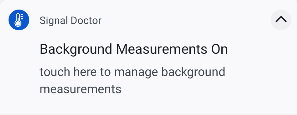 Signal Doctor
Background Measurements On
touch here to manage background
measurements